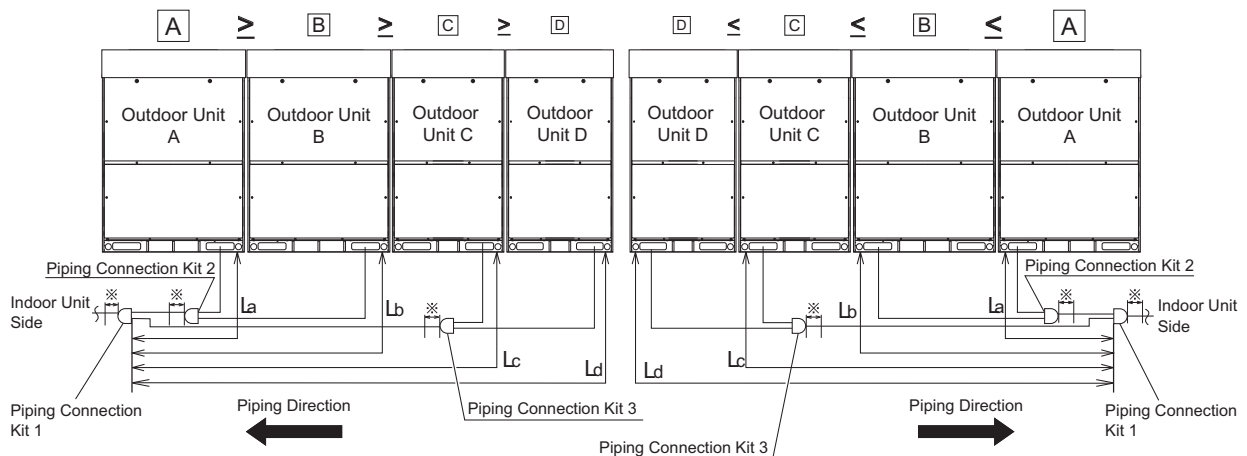 A ≥ B ≥ C ≥ D D ≤ C ≤ B ≤ A
Outdoor Unit
A
Outdoor Unit
B
Outdoor
Unit C
Outdoor
Unit D
Outdoor
Unit D
Outdoor
Unit C
Outdoor Unit
B
Outdoor Unit
A
Piping Connection Kit 2
Indoor Unit
Side
※
※
※
La
Lb
Lc
Ld
Piping Connection
Kit 1
Piping Direction
Piping Connection Kit 3
Piping Connection Kit 2
Indoor Unit
Side
※
※
※
La
Lb
Lc
Ld
Piping Direction
Piping Connection
Kit 1
Piping Connection Kit 3